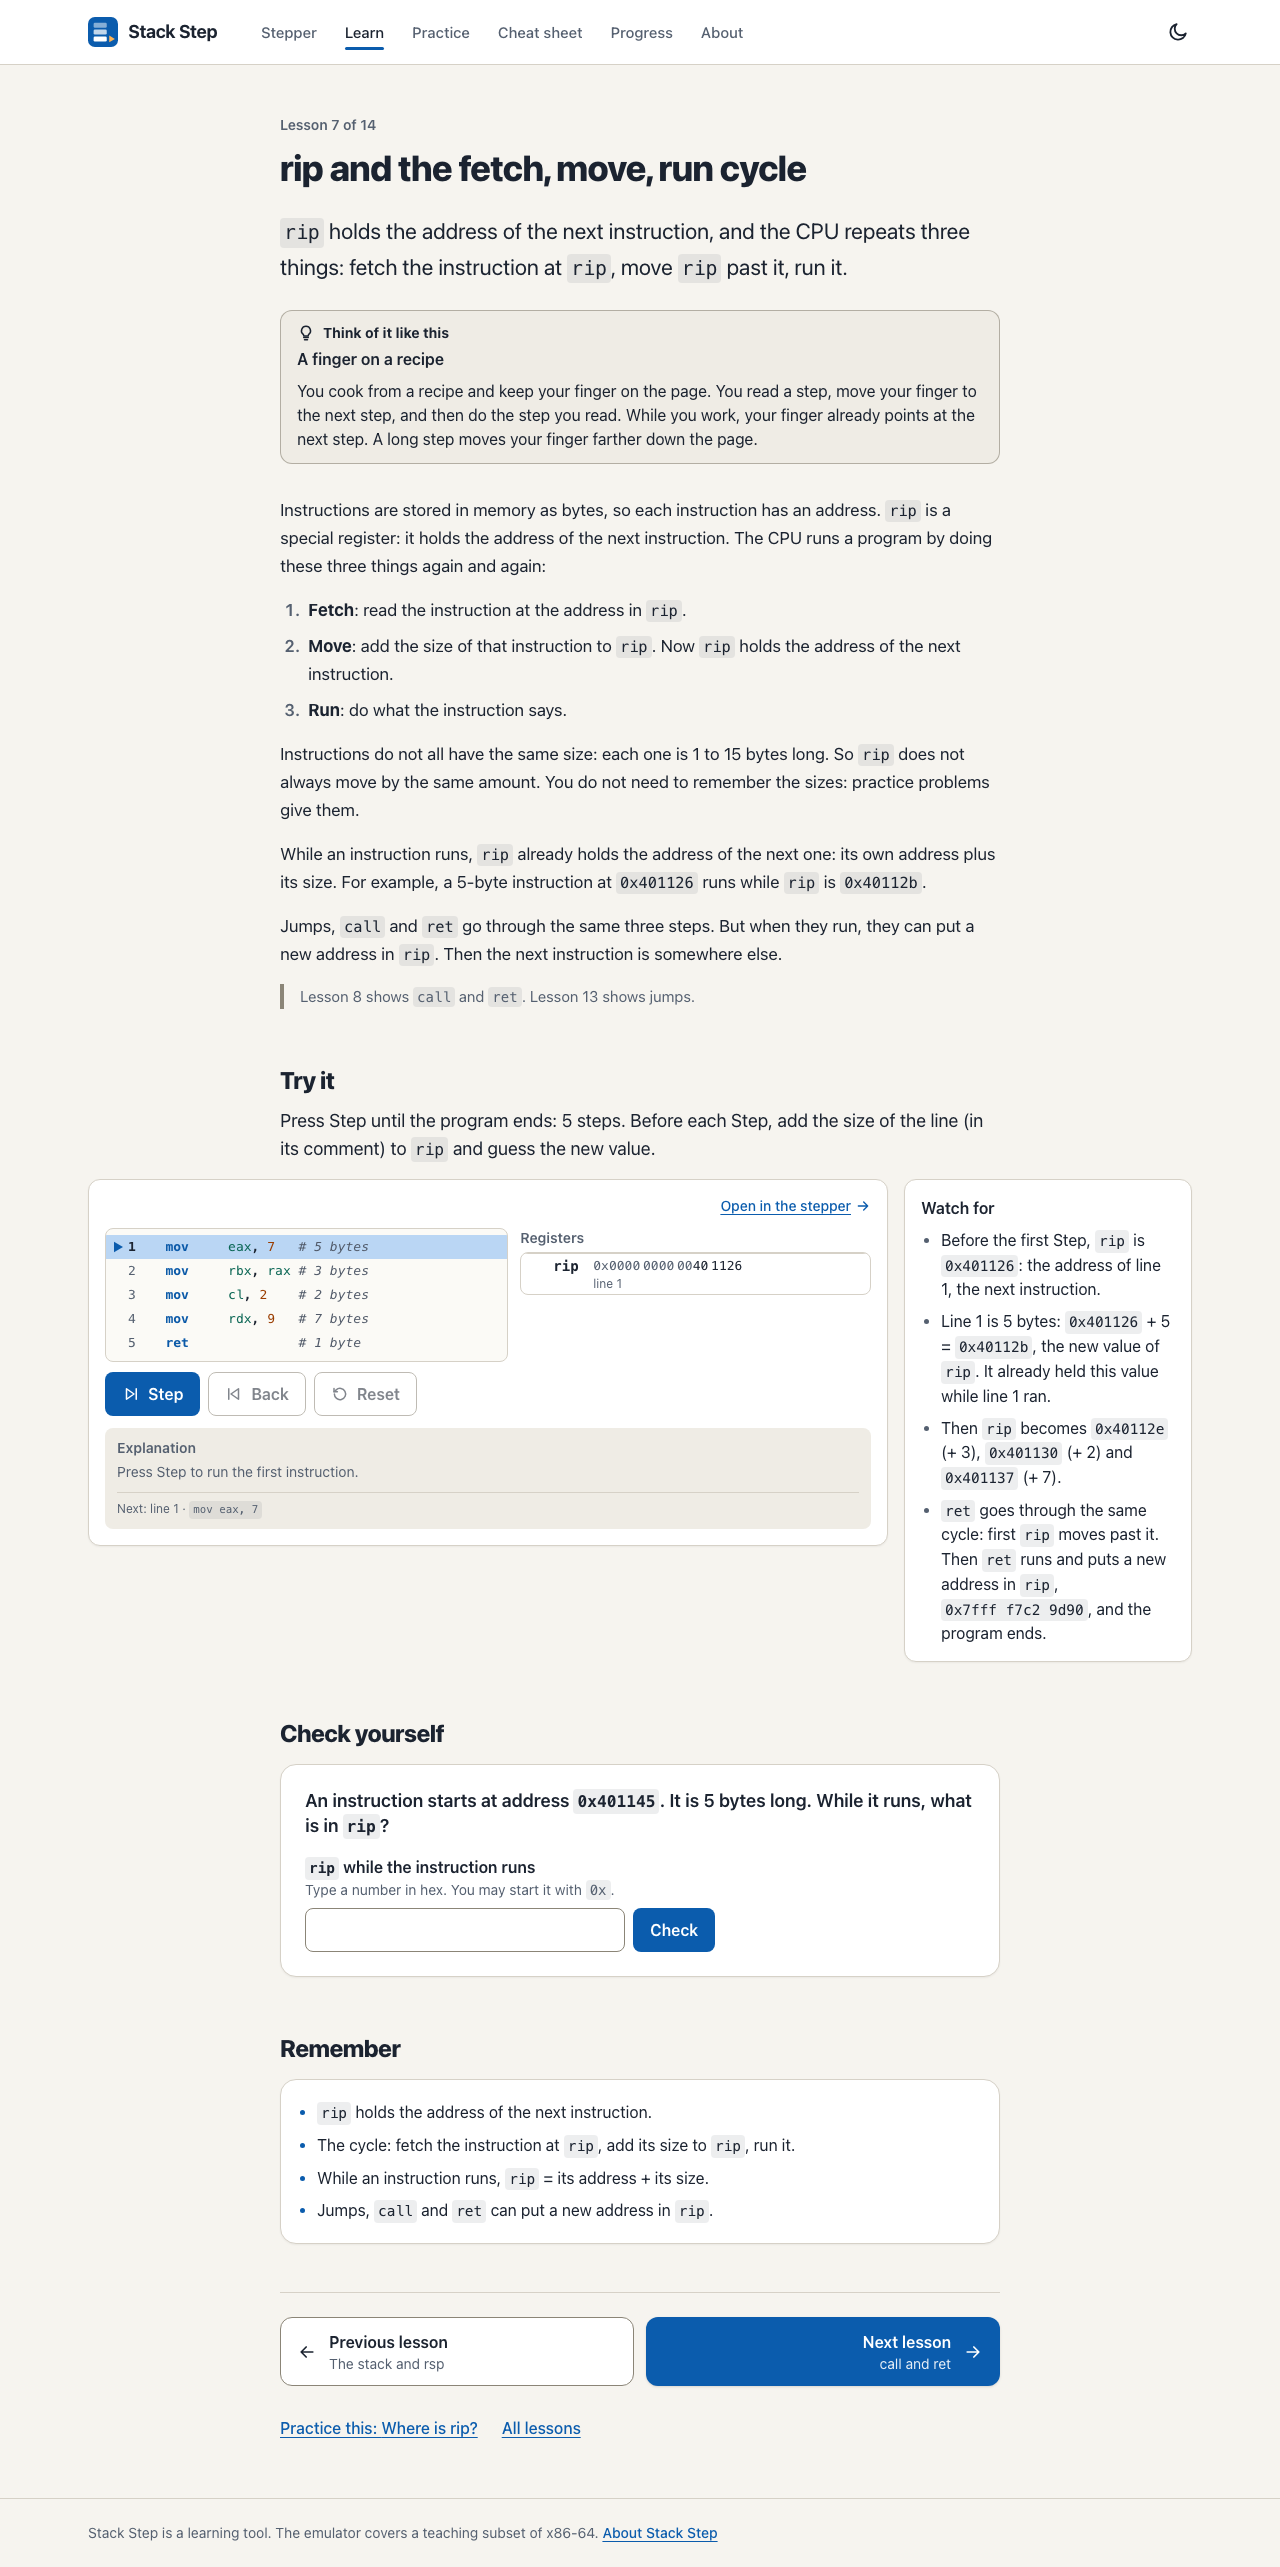 Stack Step
Stepper
Learn
Practice
Cheat sheet
Progress
About
Lesson 7 of 14
rip and the fetch, move, run cycle
rip holds the address of the next instruction, and the CPU repeats three
things: fetch the instruction at rip, move rip past it, run it.
Think of it like this
A finger on a recipe
You cook from a recipe and keep your finger on the page. You read a step, move your finger to
the next step, and then do the step you read. While you work, your finger already points at the
next step. A long step moves your finger farther down the page.
Instructions are stored in memory as bytes, so each instruction has an address. rip is a
special register: it holds the address of the next instruction. The CPU runs a program by doing
these three things again and again:
1. Fetch: read the instruction at the address in rip.
2. Move: add the size of that instruction to rip. Now rip holds the address of the next
instruction.
3. Run: do what the instruction says.
Instructions do not all have the same size: each one is 1 to 15 bytes long. So rip does not
always move by the same amount. You do not need to remember the sizes: practice problems
give them.
While an instruction runs, rip already holds the address of the next one: its own address plus
its size. For example, a 5-byte instruction at 0x401126 runs while rip is 0x40112b.
Jumps, call and ret go through the same three steps. But when they run, they can put a
new address in rip. Then the next instruction is somewhere else.
Lesson 8 shows call and ret. Lesson 13 shows jumps.
Try it
Press Step until the program ends: 5 steps. Before each Step, add the size of the line (in
its comment) to rip and guess the new value.
Open in the stepper →
1 mov eax, 7 # 5 bytes
2 mov rbx, rax # 3 bytes
3 mov cl, 2 # 2 bytes
4 mov rdx, 9 # 7 bytes
5 ret # 1 byte
Registers
rip 0x0000 0000 0040 1126
line 1
Step
Back
Reset
Explanation
Press Step to run the first instruction.
Next: line 1 · mov eax, 7
Watch for
• Before the first Step, rip is
0x401126: the address of line
1, the next instruction.
• Line 1 is 5 bytes: 0x401126 + 5
= 0x40112b, the new value of
rip. It already held this value
while line 1 ran.
• Then rip becomes 0x40112e
(+ 3), 0x401130 (+ 2) and
0x401137 (+ 7).
• ret goes through the same
cycle: first rip moves past it.
Then ret runs and puts a new
address in rip,
0x7fff f7c2 9d90, and the
program ends.
Check yourself
An instruction starts at address 0x401145. It is 5 bytes long. While it runs, what
is in rip?
rip while the instruction runs
Type a number in hex. You may start it with 0x.
Check
Remember
• rip holds the address of the next instruction.
• The cycle: fetch the instruction at rip, add its size to rip, run it.
• While an instruction runs, rip = its address + its size.
• Jumps, call and ret can put a new address in rip.
← Previous lesson
The stack and rsp
Next lesson →
call and ret
Practice this: Where is rip?
All lessons
Stack Step is a learning tool. The emulator covers a teaching subset of x86-64. About Stack Step